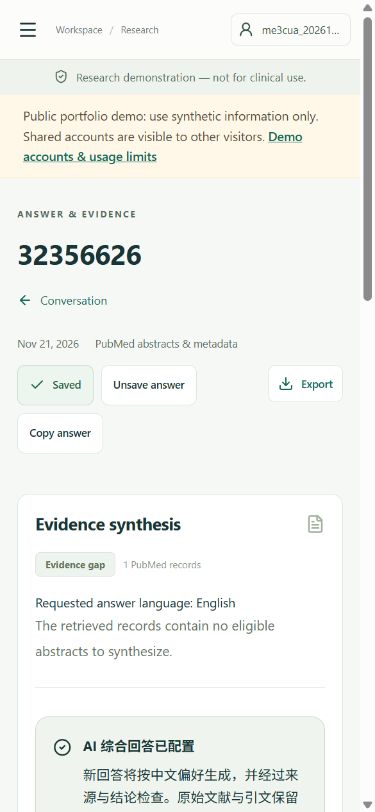 Workspace / Research
me3cua_20261...
Research demonstration — not for clinical use.
Public portfolio demo: use synthetic information only.
Shared accounts are visible to other visitors. Demo
accounts & usage limits
ANSWER & EVIDENCE
32356626
Conversation
Nov 21, 2026 PubMed abstracts & metadata
Saved
Unsave answer
Export
Copy answer
Evidence synthesis
Evidence gap
1 PubMed records
Requested answer language: English
The retrieved records contain no eligible
abstracts to synthesize.
AI 综合回答已配置
新回答将按中文偏好生成，并经过来
源与结论检查。原始文献与引文保留